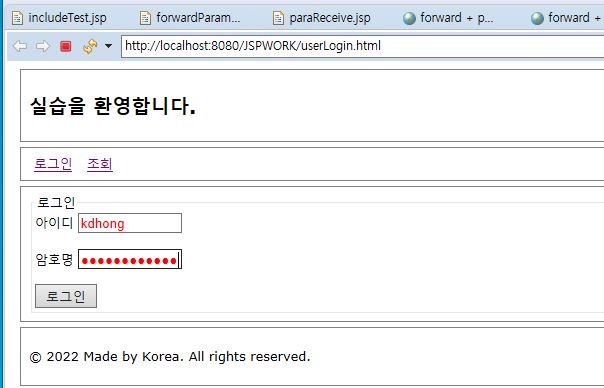 includeTest.jsp forwardParam... paraReceive.jsp forward + p... forward +
http://localhost:8080/JSPWORK/userLogin.html
실습을 환영합니다.
로그인 조회
로그인
아이디 kdhong
암호명 ●●●●●●●●●●●●
로그인
© 2022 Made by Korea. All rights reserved.